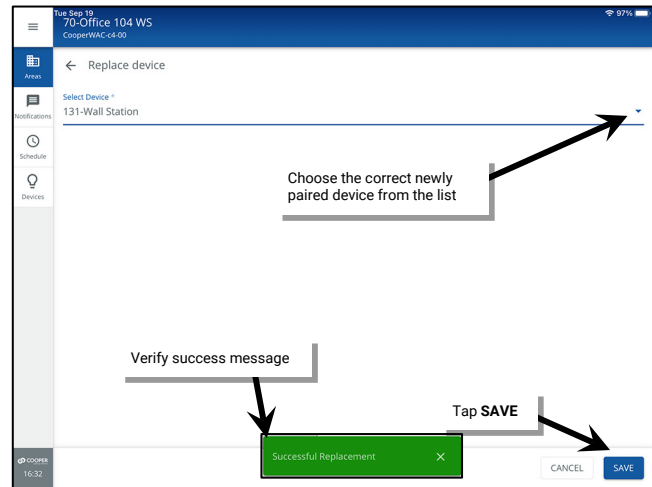 Tue Sep 19
97%
70-Office 104 WS
CooperWAC-c4-00
Areas
Replace device
Notifications
Select Device *
131-Wall Station
Schedule
Devices
Choose the correct newly
paired device from the list
Verify success message
Tap SAVE
Successful Replacement
COOPER
16:32
CANCEL
SAVE